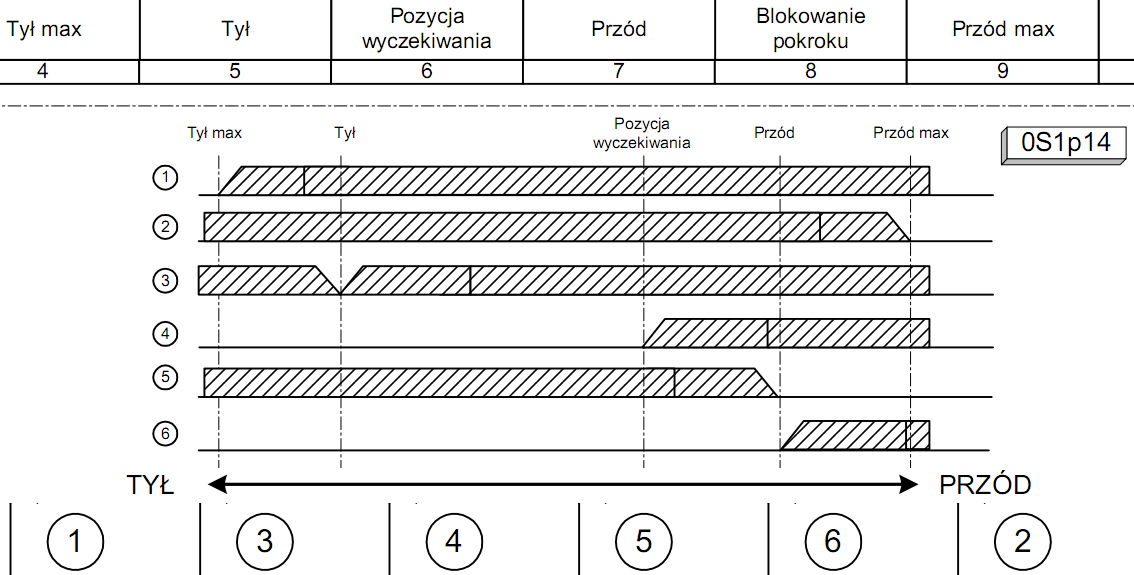 Tył max
Tył
Pozycja
wyczekiwania
Przód
Blokowanie
pokroku
Przód max
4
5
6
7
8
9
Tył max
Tył
Pozycja
wyczekiwania
Przód
Przód max
0S1p14
1
2
3
4
5
6
TYŁ
PRZÓD
1
3
4
5
6
2